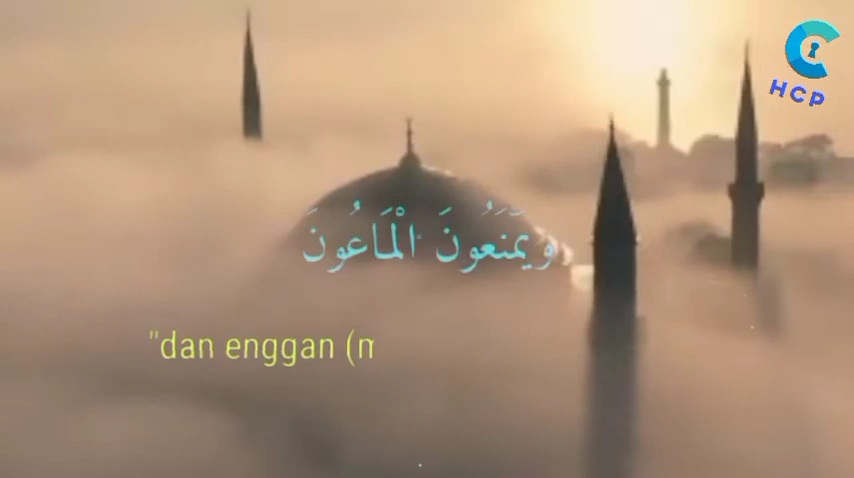 HCP
وَيَمْنَعُونَ الْمَاعُونَ
"dan enggan (m